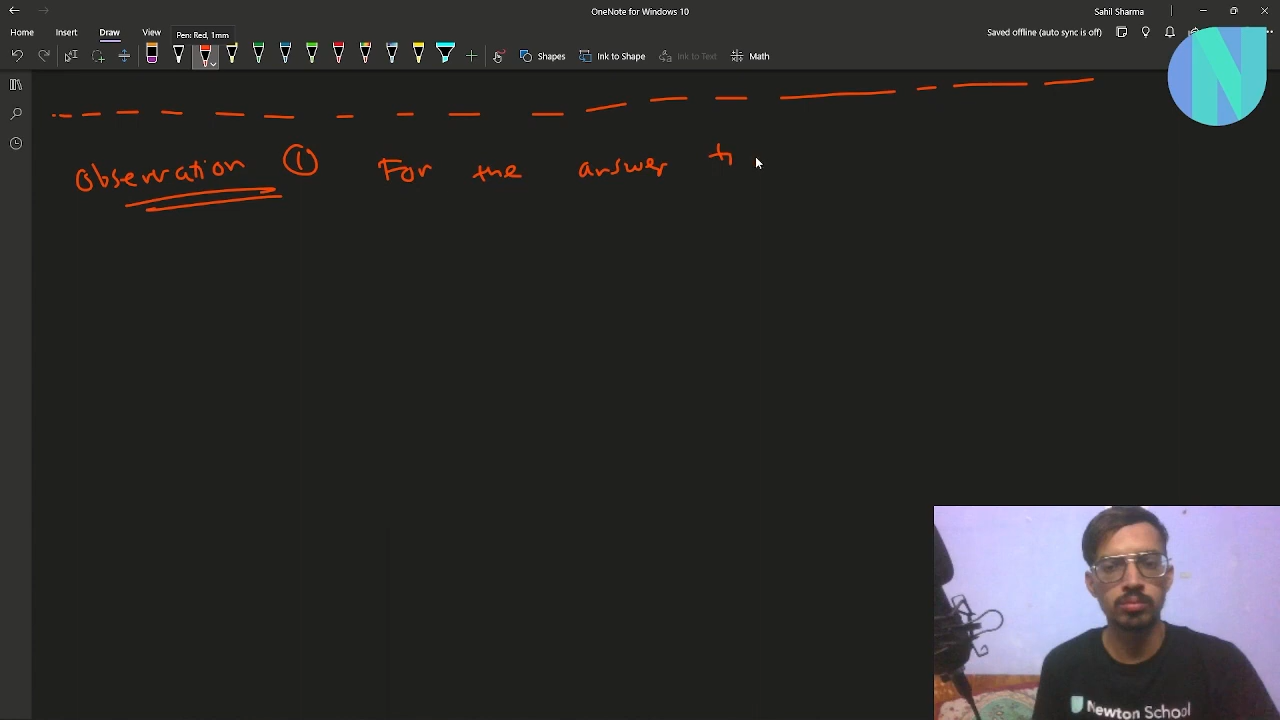 OneNote for Windows 10
Sahil Sharma
Home Insert Draw View
Pen: Red, 1mm
Saved offline (auto sync is off)
Shapes Ink to Shape Ink to Text Math
Observation ① For the answer
Newton School